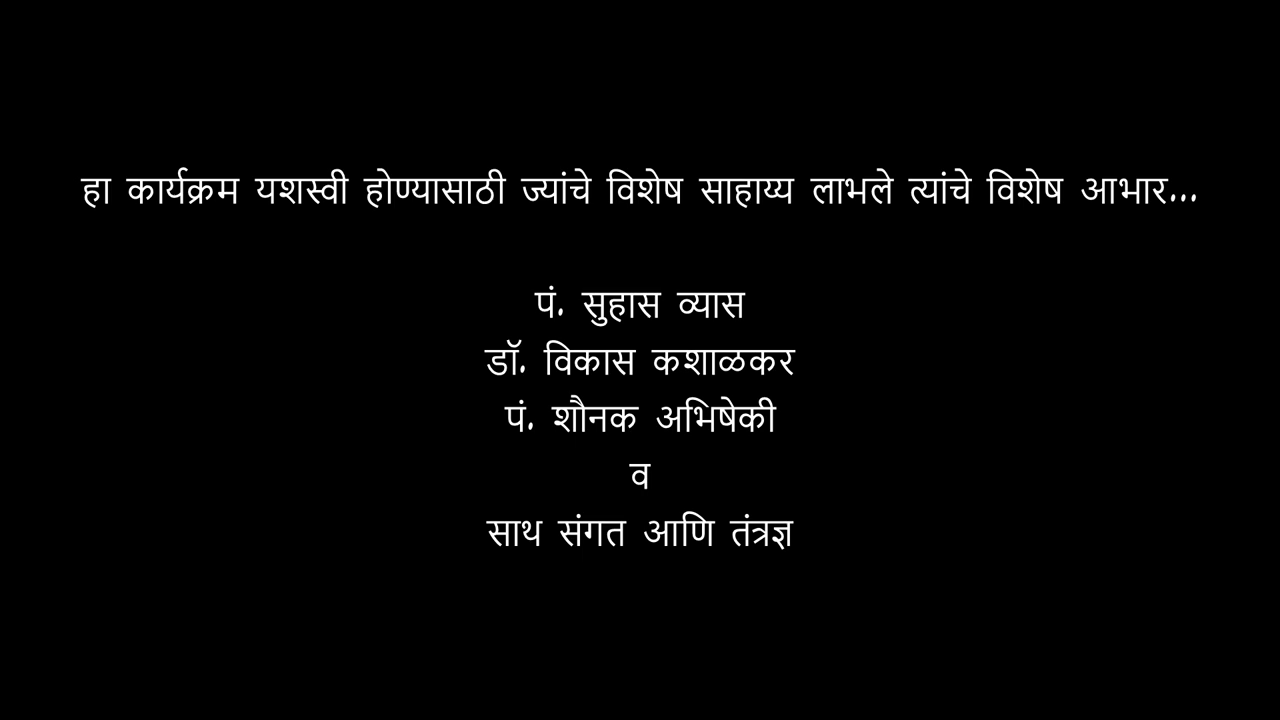 हा कार्यक्रम यशस्वी होण्यासाठी ज्यांचे विशेष साहाय्य लाभले त्यांचे विशेष आभार...
पं. सुहास व्यास
डॉ. विकास कशाळकर
पं. शौनक अभिषेकी
व
साथ संगत आणि तंत्रज्ञ